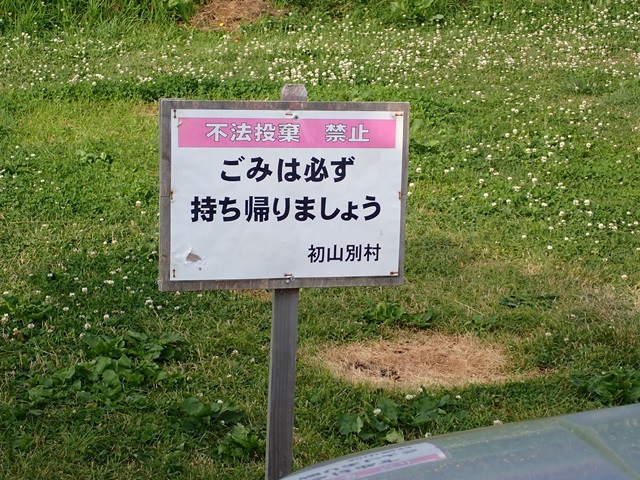 不法投棄 禁止
ごみは必ず
持ち帰りましょう
初山別村